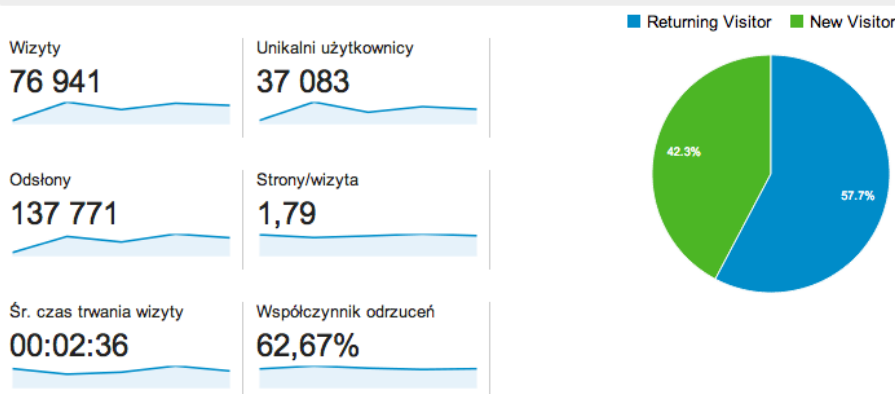 Returning Visitor New Visitor
Wizyty
76 941
Unikalni użytkownicy
37 083
Odsłony
137 771
Strony/wizyta
1,79
Śr. czas trwania wizyty
00:02:36
Współczynnik odrzuceń
62,67%
42.3%
57.7%